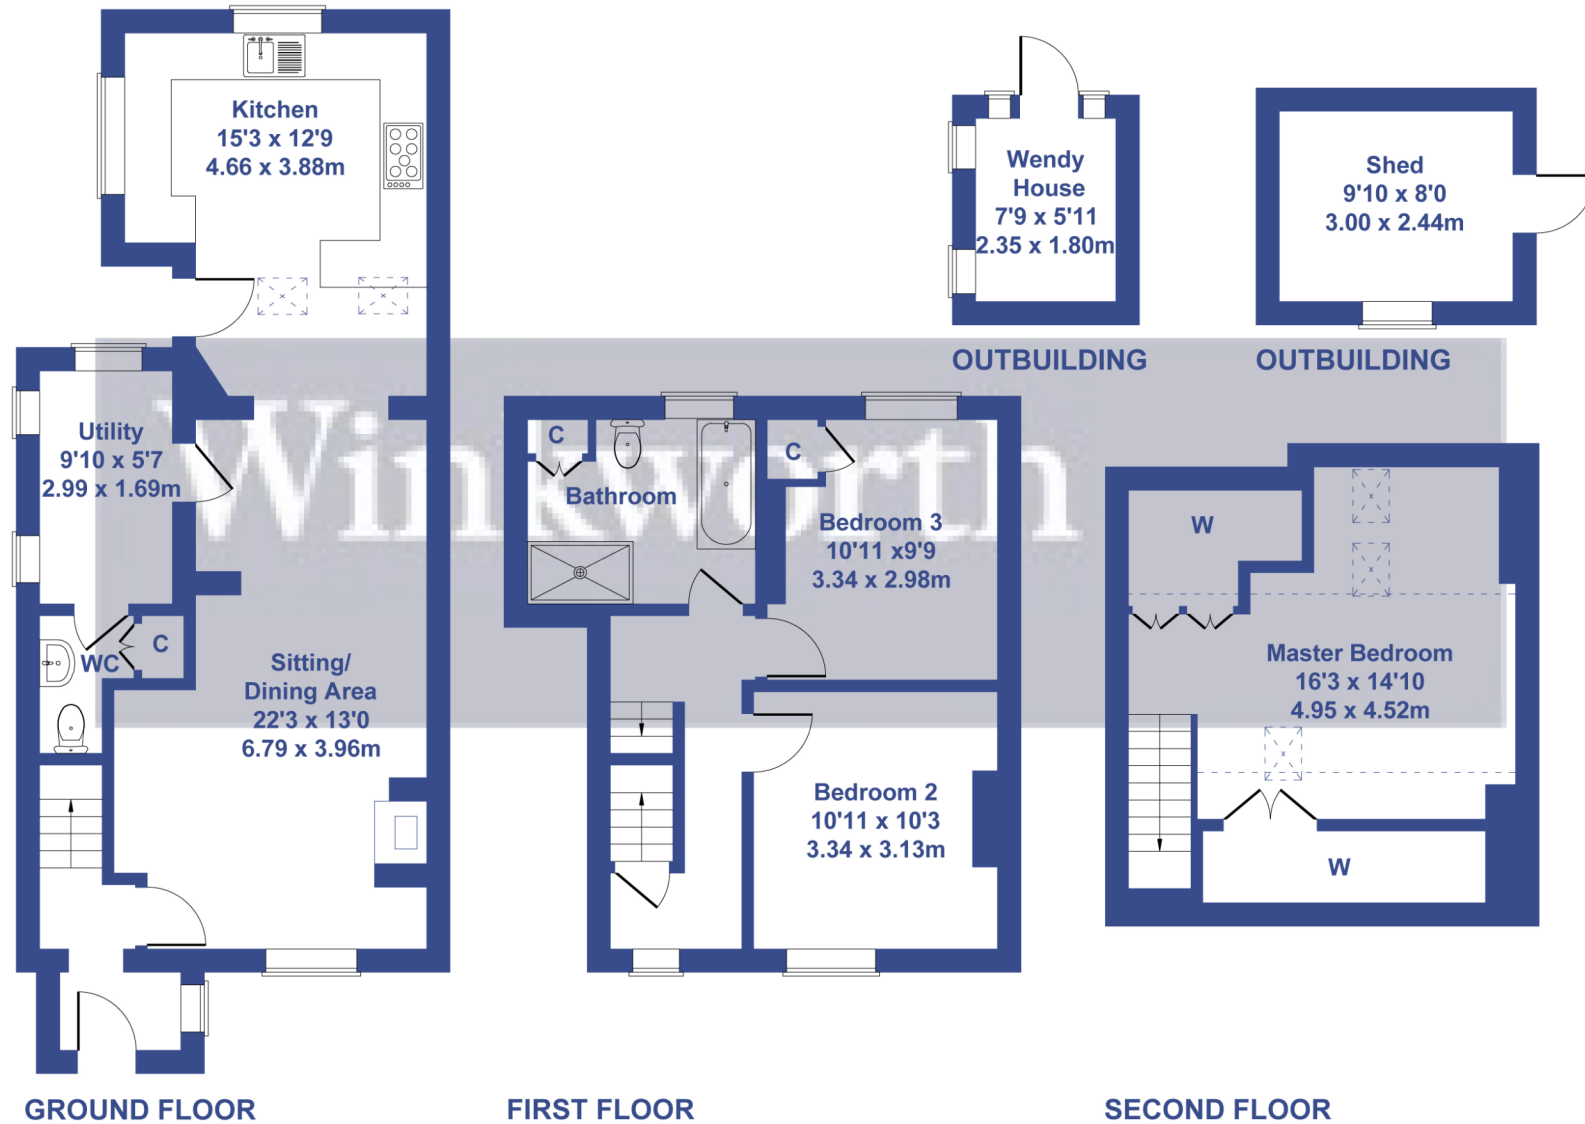 Kitchen
15'3 x 12'9
4.66 x 3.88m
Wendy
House
7'9 x 5'11
2.35 x 1.80m
Shed
9'10 x 8'0
3.00 x 2.44m
OUTBUILDING
OUTBUILDING
Utility
9'10 x 5'7
2.99 x 1.69m
Winkworth
C
Bathroom
C
Bedroom 3
10'11 x9'9
3.34 x 2.98m
W
WC
C
Sitting/
Dining Area
22'3 x 13'0
6.79 x 3.96m
Master Bedroom
16'3 x 14'10
4.95 x 4.52m
Bedroom 2
10'11 x 10'3
3.34 x 3.13m
W
GROUND FLOOR
FIRST FLOOR
SECOND FLOOR